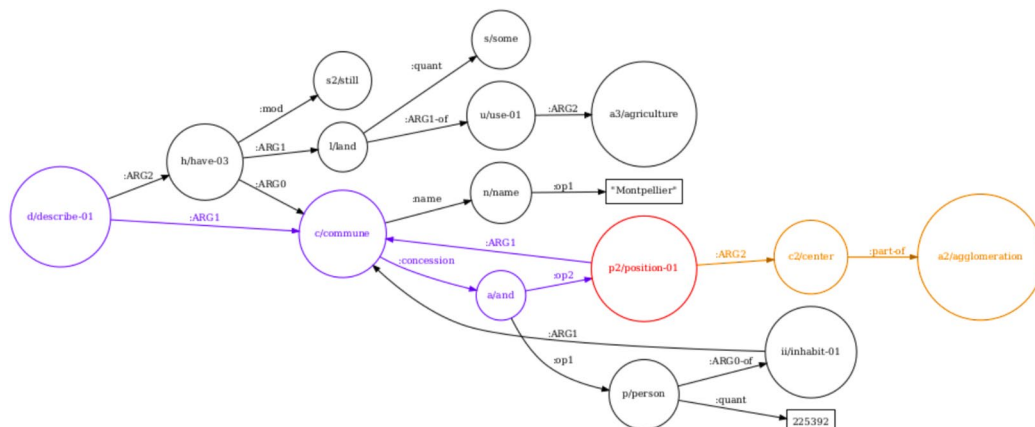 s/some
:quant
s2/still
:mod
:ARG1-of
u/use-01
:ARG2
a3/agriculture
h/have-03
:ARG1
l/land
:ARG2
:ARG0
d/describe-01
:ARG1
c/commune
:name
n/name
:op1
"Montpellier"
:ARG1
:concession
a/and
:op2
p2/position-01
:ARG2
c2/center
:part-of
a2/agglomeration
:ARG1
ii/inhabit-01
:op1
:ARG0-of
p/person
:quant
225392